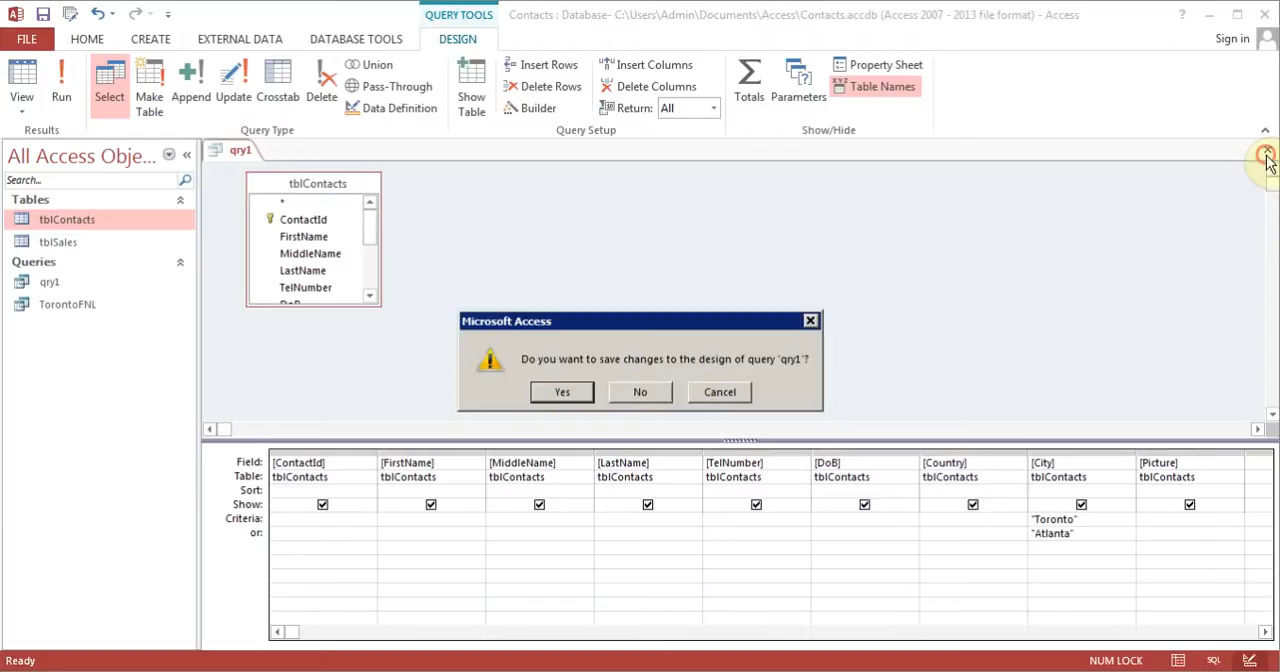 QUERY TOOLS
Contacts : Database- C:\Users\Admin\Documents\Access\Contacts.accdb (Access 2007 - 2013 file format) - Access
?
FILE HOME CREATE EXTERNAL DATA DATABASE TOOLS DESIGN
Sign in
View
Run
Results
Select
Make Table
Append
Update
Crosstab
Delete
Union
Pass-Through
Data Definition
Query Type
Show Table
Insert Rows
Delete Rows
Builder
Insert Columns
Delete Columns
Return: All
Query Setup
Totals
Parameters
Property Sheet
Table Names
Show/Hide
All Access Obje...
Search...
Tables
tblContacts
tblSales
Queries
qry1
TorontoFNL
qry1
tblContacts
*
ContactId
FirstName
MiddleName
LastName
TelNumber
DoB
Microsoft Access
Do you want to save changes to the design of query 'qry1'?
Yes No Cancel
Field: [ContactId] [FirstName] [MiddleName] [LastName] [TelNumber] [DoB] [Country] [City] [Picture]
Table: tblContacts tblContacts tblContacts tblContacts tblContacts tblContacts tblContacts tblContacts tblContacts
Sort:
Show:
Criteria: "Toronto"
or: "Atlanta"
Ready
NUM LOCK
SQL